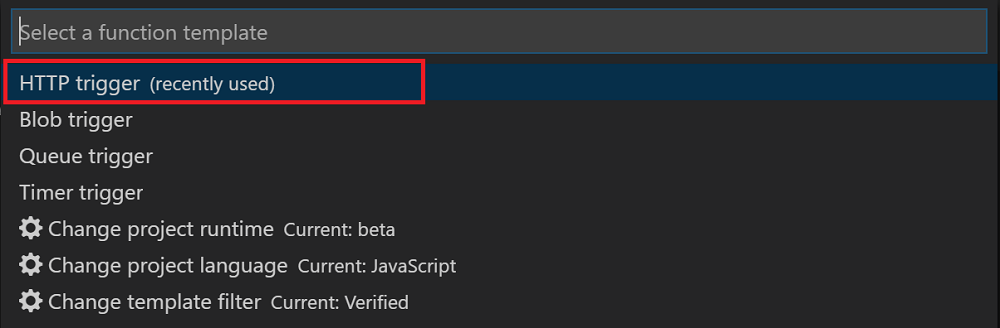 Select a function template
HTTP trigger (recently used)
Blob trigger
Queue trigger
Timer trigger
Change project runtime Current: beta
Change project language Current: JavaScript
Change template filter Current: Verified